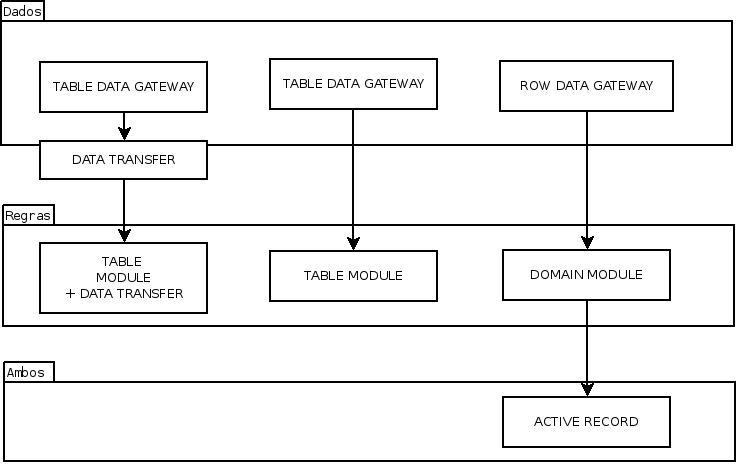 Dados
TABLE DATA GATEWAY
TABLE DATA GATEWAY
ROW DATA GATEWAY
DATA TRANSFER
Regras
TABLE
MODULE
+ DATA TRANSFER
TABLE MODULE
DOMAIN MODULE
Ambos
ACTIVE RECORD